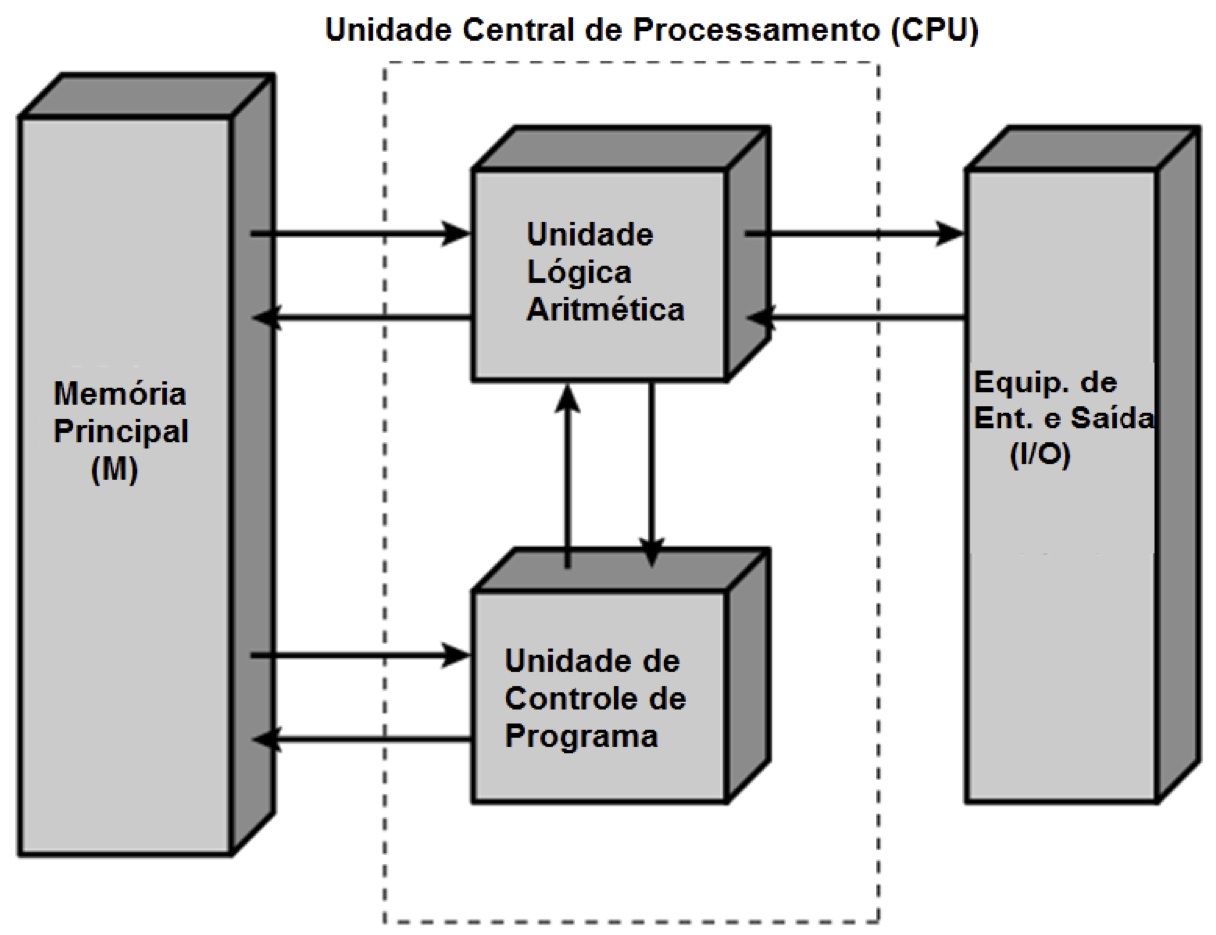 Unidade Central de Processamento (CPU)
Unidade
Lógica
Aritmética
Memória
Principal
(M)
Equip. de
Ent. e Saída
(I/O)
Unidade de
Controle de
Programa